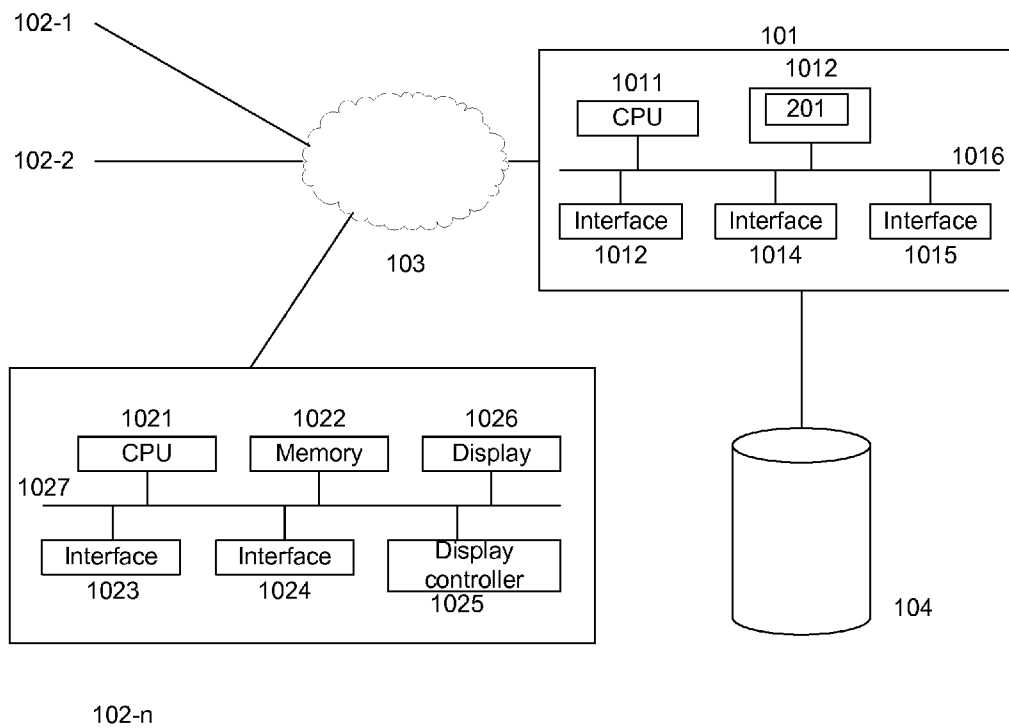 102-1
101
1011
1012
CPU
201
102-2
1016
Interface
Interface
Interface
1012
1014
1015
103
1021
1022
1026
CPU
Memory
Display
1027
Interface
Interface
Display
controller
1023
1024
1025
104
102-n